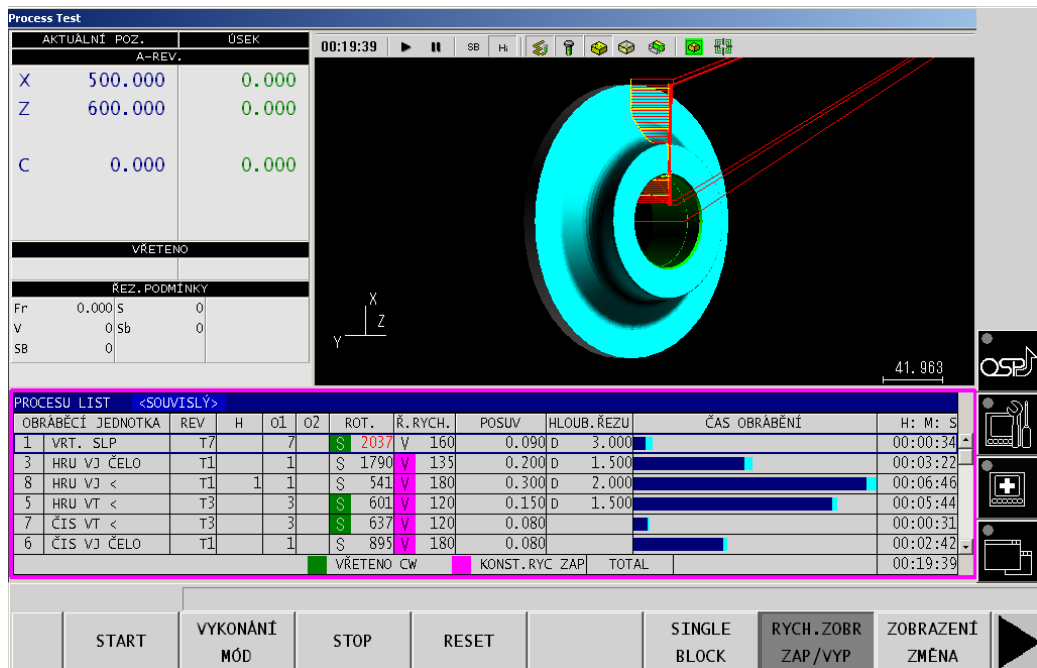 Process Test
AKTUÁLNÍ POZ. ÚSEK
A-REV.
X 500.000 0.000
Z 600.000 0.000
C 0.000 0.000
VŘETENO
ŘEZ.PODMÍNKY
Fr 0.000 S 0
V 0 Sb 0
SB 0
00:19:39 SB Hi
X
Z
Y
41.963
QSP
PROCESU LIST <SOUVISLÝ>
OBRÁBĚCÍ JEDNOTKA REV H O1 O2 ROT. Ř.RYCH. POSUV HLOUB.ŘEZU ČAS OBRÁBĚNÍ H: M: S
1 VRT. SLP T7 7 S 2037 V 160 0.090 D 3.000 00:00:34
3 HRU VJ ČELO T1 1 S 1790 V 135 0.200 D 1.500 00:03:22
8 HRU VJ < T1 1 1 S 541 V 180 0.300 D 2.000 00:06:46
5 HRU VT < T3 3 S 601 V 120 0.150 D 1.500 00:05:44
7 ČIS VT < T3 3 S 637 V 120 0.080 00:00:31
6 ČIS VJ ČELO T1 1 S 895 V 180 0.080 00:02:42
VŘETENO CW KONST.RYC ZAP TOTAL 00:19:39
START
VYKONÁNÍ
MÓD
STOP
RESET
SINGLE
BLOCK
RYCH.ZOBR
ZAP/VYP
ZOBRAZENÍ
ZMĚNA